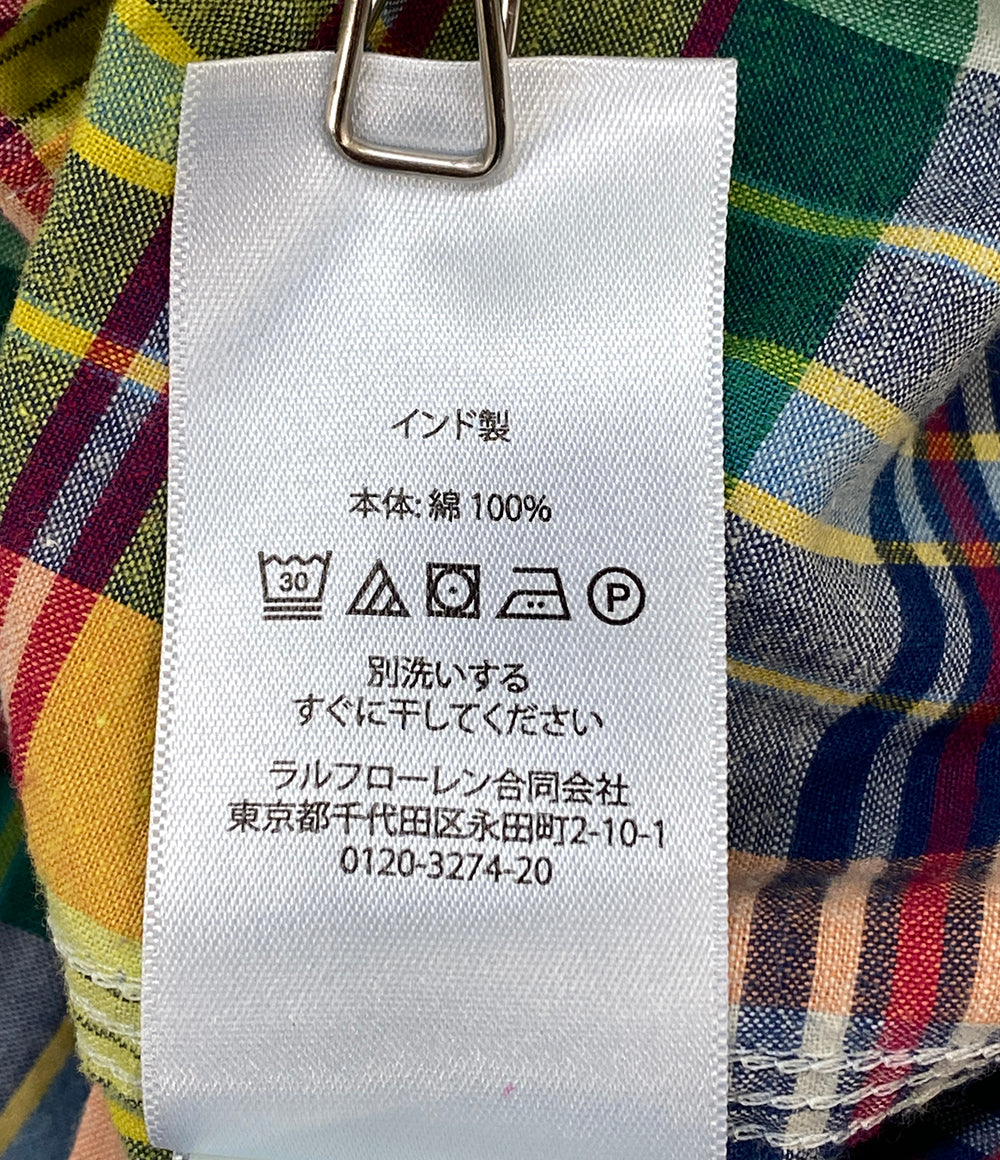 インド製
本体: 綿 100%
30
P
別洗いする
すぐに干してください
ラルフローレン合同会社
東京都千代田区永田町2-10-1
0120-3274-20